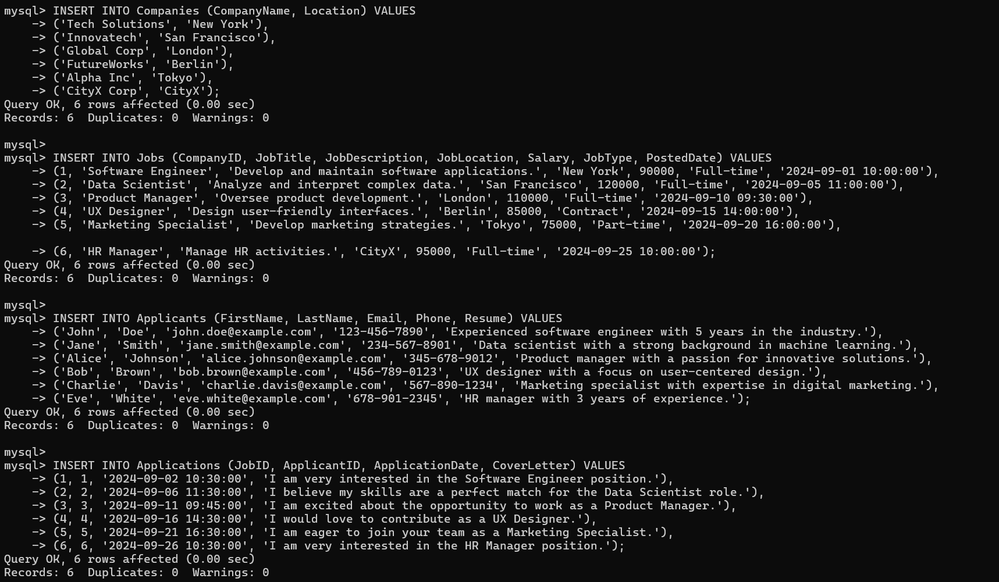 mysql> INSERT INTO Companies (CompanyName, Location) VALUES
    -> ('Tech Solutions', 'New York'),
    -> ('Innovatech', 'San Francisco'),
    -> ('Global Corp', 'London'),
    -> ('FutureWorks', 'Berlin'),
    -> ('Alpha Inc', 'Tokyo'),
    -> ('CityX Corp', 'CityX');
Query OK, 6 rows affected (0.00 sec)
Records: 6  Duplicates: 0  Warnings: 0

mysql>
mysql> INSERT INTO Jobs (CompanyID, JobTitle, JobDescription, JobLocation, Salary, JobType, PostedDate) VALUES
    -> (1, 'Software Engineer', 'Develop and maintain software applications.', 'New York', 90000, 'Full-time', '2024-09-01 10:00:00'),
    -> (2, 'Data Scientist', 'Analyze and interpret complex data.', 'San Francisco', 120000, 'Full-time', '2024-09-05 11:00:00'),
    -> (3, 'Product Manager', 'Oversee product development.', 'London', 110000, 'Full-time', '2024-09-10 09:30:00'),
    -> (4, 'UX Designer', 'Design user-friendly interfaces.', 'Berlin', 85000, 'Contract', '2024-09-15 14:00:00'),
    -> (5, 'Marketing Specialist', 'Develop marketing strategies.', 'Tokyo', 75000, 'Part-time', '2024-09-20 16:00:00'),

    -> (6, 'HR Manager', 'Manage HR activities.', 'CityX', 95000, 'Full-time', '2024-09-25 10:00:00');
Query OK, 6 rows affected (0.00 sec)
Records: 6  Duplicates: 0  Warnings: 0

mysql>
mysql> INSERT INTO Applicants (FirstName, LastName, Email, Phone, Resume) VALUES
    -> ('John', 'Doe', 'john.doe@example.com', '123-456-7890', 'Experienced software engineer with 5 years in the industry.'),
    -> ('Jane', 'Smith', 'jane.smith@example.com', '234-567-8901', 'Data scientist with a strong background in machine learning.'),
    -> ('Alice', 'Johnson', 'alice.johnson@example.com', '345-678-9012', 'Product manager with a passion for innovative solutions.'),
    -> ('Bob', 'Brown', 'bob.brown@example.com', '456-789-0123', 'UX designer with a focus on user-centered design.'),
    -> ('Charlie', 'Davis', 'charlie.davis@example.com', '567-890-1234', 'Marketing specialist with expertise in digital marketing.'),
    -> ('Eve', 'White', 'eve.white@example.com', '678-901-2345', 'HR manager with 3 years of experience.');
Query OK, 6 rows affected (0.00 sec)
Records: 6  Duplicates: 0  Warnings: 0

mysql>
mysql> INSERT INTO Applications (JobID, ApplicantID, ApplicationDate, CoverLetter) VALUES
    -> (1, 1, '2024-09-02 10:30:00', 'I am very interested in the Software Engineer position.'),
    -> (2, 2, '2024-09-06 11:30:00', 'I believe my skills are a perfect match for the Data Scientist role.'),
    -> (3, 3, '2024-09-11 09:45:00', 'I am excited about the opportunity to work as a Product Manager.'),
    -> (4, 4, '2024-09-16 14:30:00', 'I would love to contribute as a UX Designer.'),
    -> (5, 5, '2024-09-21 16:30:00', 'I am eager to join your team as a Marketing Specialist.'),
    -> (6, 6, '2024-09-26 10:30:00', 'I am very interested in the HR Manager position.');
Query OK, 6 rows affected (0.00 sec)
Records: 6  Duplicates: 0  Warnings: 0